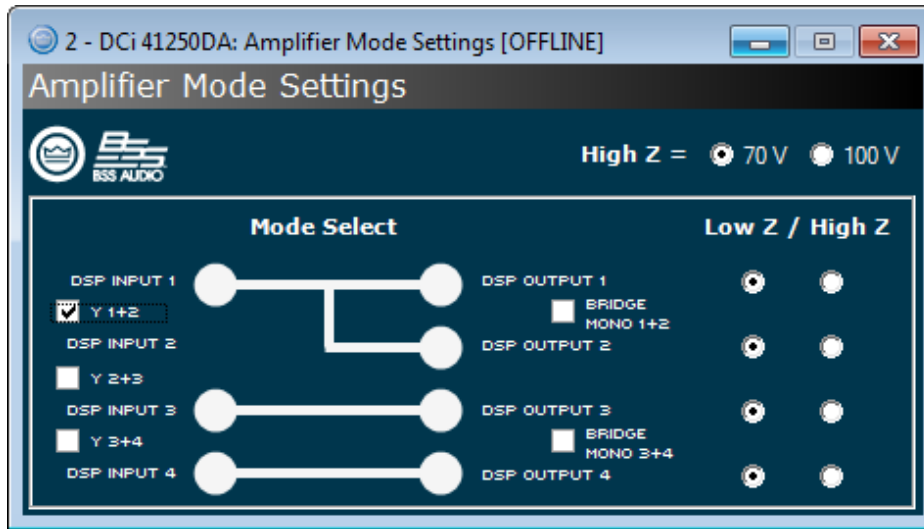 2 - DCi 41250DA: Amplifier Mode Settings [OFFLINE]
Amplifier Mode Settings
BSS AUDIO
High Z = 70 V 100 V
Mode Select
Low Z / High Z
DSP INPUT 1
DSP OUTPUT 1
Y 1+2
BRIDGE
MONO 1+2
DSP INPUT 2
DSP OUTPUT 2
Y 2+3
DSP INPUT 3
DSP OUTPUT 3
Y 3+4
BRIDGE
MONO 3+4
DSP INPUT 4
DSP OUTPUT 4